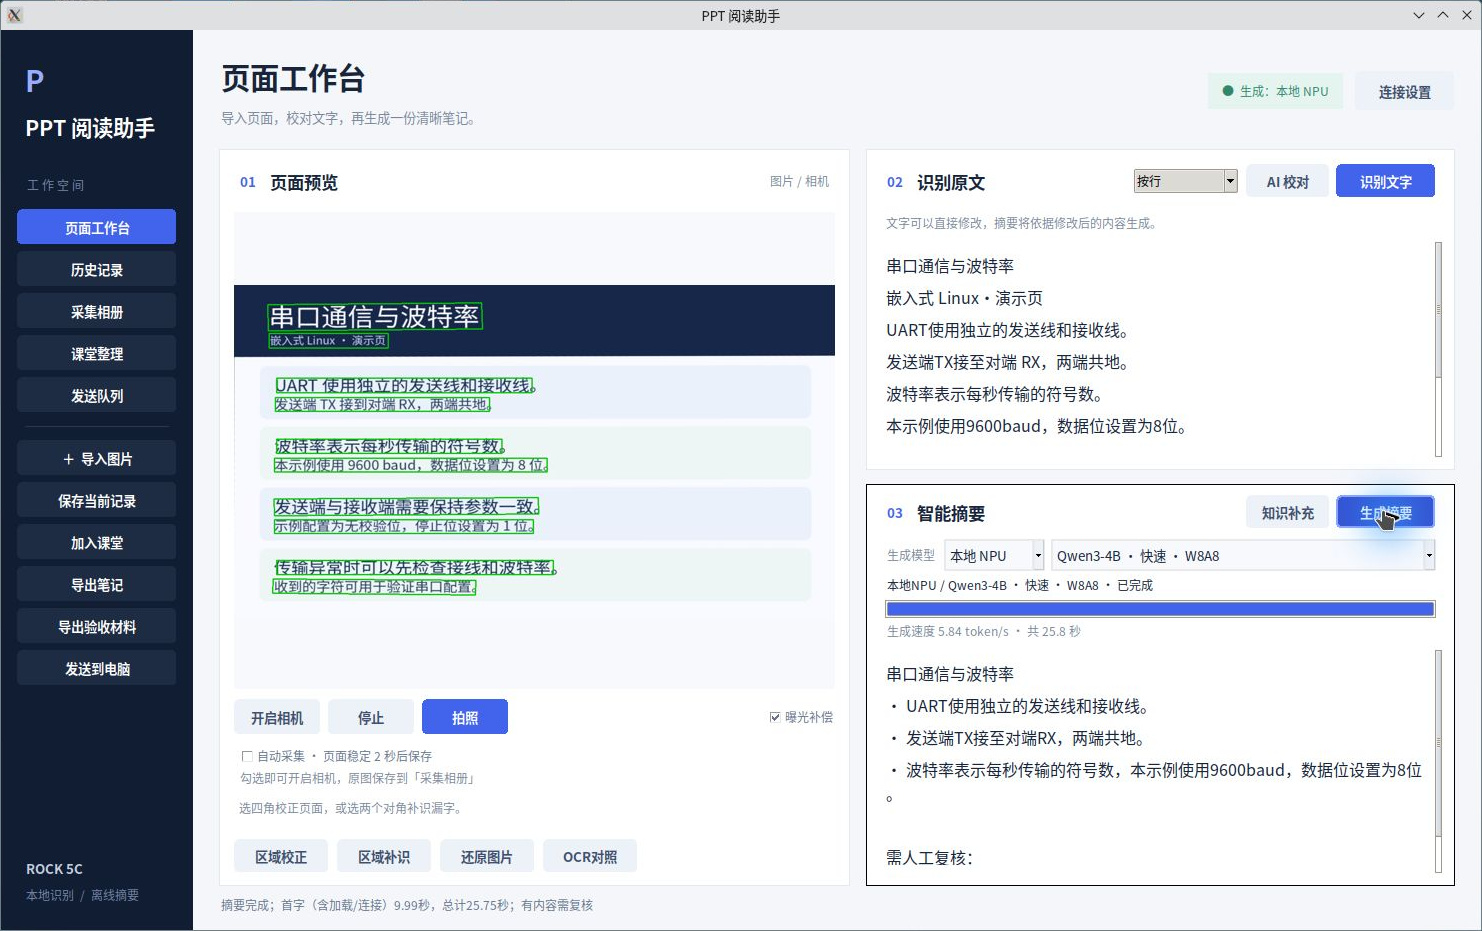 PPT 阅读助手
P
PPT 阅读助手
工作空间
页面工作台
历史记录
采集相册
课堂整理
发送队列
＋ 导入图片
保存当前记录
加入课堂
导出笔记
导出验收材料
发送到电脑
ROCK 5C
本地识别 / 离线摘要
页面工作台
导入页面，校对文字，再生成一份清晰笔记。
生成：本地 NPU
连接设置
01 页面预览
图片 / 相机
串口通信与波特率
嵌入式 Linux · 演示页
UART 使用独立的发送线和接收线。
发送端 TX 接到对端 RX，两端共地。
波特率表示每秒传输的符号数。
本示例使用 9600 baud，数据位设置为 8 位。
发送端与接收端需要保持参数一致。
示例配置为无校验位，停止位设置为 1 位。
传输异常时可以先检查接线和波特率。
收到的字符可用于验证串口配置。
开启相机
停止
拍照
曝光补偿
自动采集 · 页面稳定 2 秒后保存
勾选即可开启相机，原图保存到「采集相册」
选四角校正页面，或选两个对角补识漏字。
区域校正
区域补识
还原图片
OCR对照
02 识别原文
按行
AI 校对
识别文字
文字可以直接修改，摘要将依据修改后的内容生成。
串口通信与波特率
嵌入式 Linux·演示页
UART使用独立的发送线和接收线。
发送端TX接至对端 RX，两端共地。
波特率表示每秒传输的符号数。
本示例使用9600baud，数据位设置为8位。
03 智能摘要
知识补充
生成摘要
生成模型
本地 NPU
Qwen3-4B · 快速 · W8A8
本地NPU / Qwen3-4B · 快速 · W8A8 · 已完成
生成速度 5.84 token/s · 共 25.8 秒
串口通信与波特率
· UART使用独立的发送线和接收线。
· 发送端TX接至对端RX，两端共地。
· 波特率表示每秒传输的符号数，本示例使用9600baud，数据位设置为8位
。
需人工复核：
摘要完成；首字（含加载/连接）9.99秒，总计25.75秒；有内容需复核